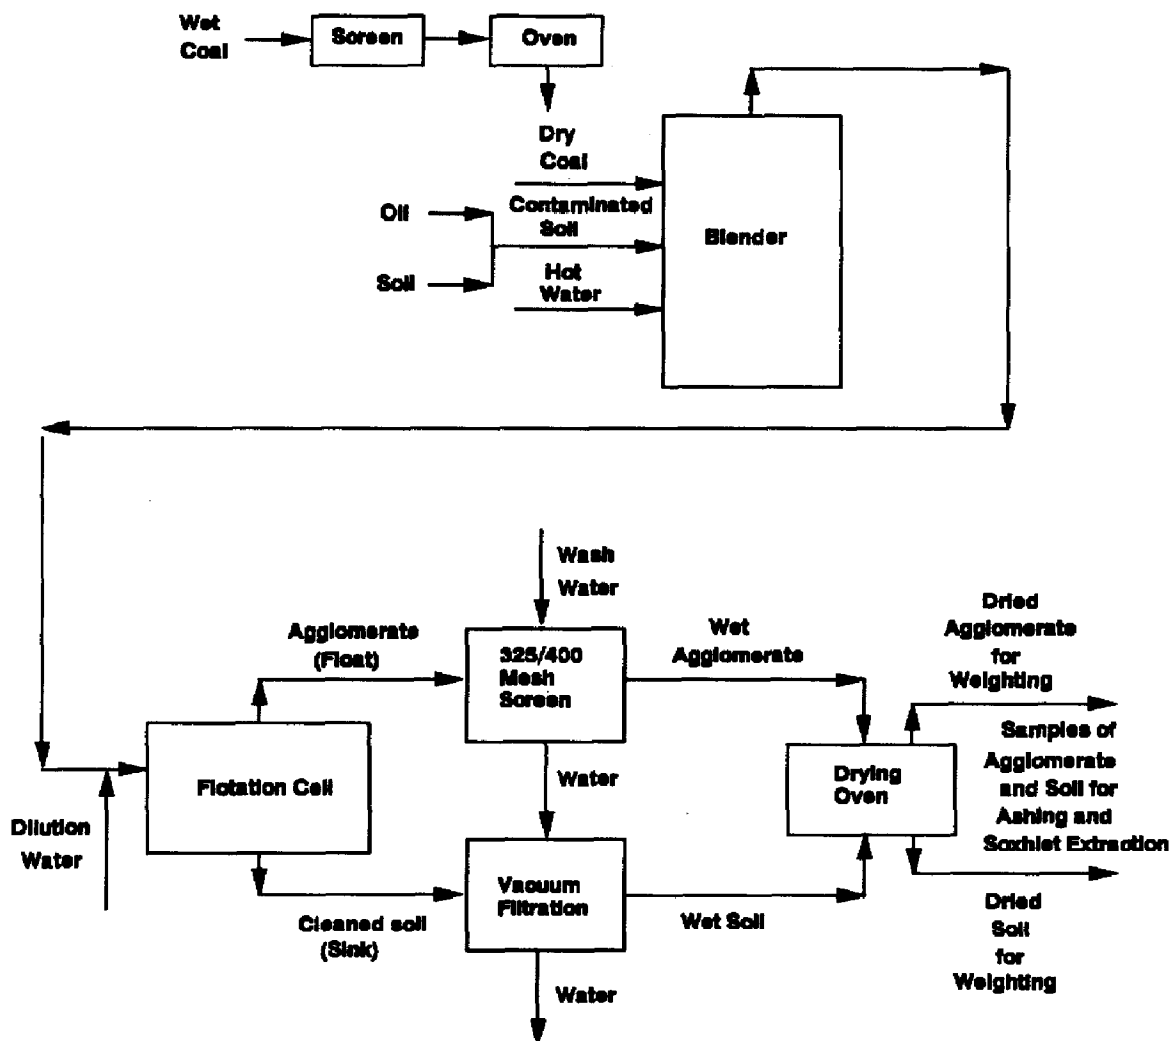 Wet
Coal
Screen
Oven
Dry
Coal
Oil
Contaminated
Soil
Blender
Soil
Hot
Water
Wash
Water
Agglomerate
(Float)
325/400
Mesh
Screen
Wet
Agglomerate
Dried
Agglomerate
for
Weighting
Samples of
Agglomerate
and Soil for
Ashing and
Soxhlet Extraction
Flotation Cell
Water
Drying
Oven
Dilution
Water
Vacuum
Filtration
Cleaned soil
(Sink)
Wet Soil
Dried
Soil
for
Weighting
Water